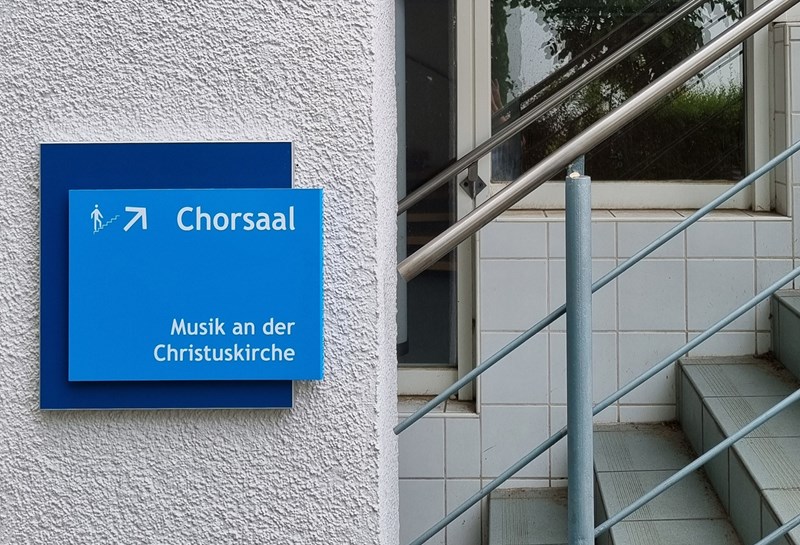 Chorsaal
Musik an der
Christuskirche